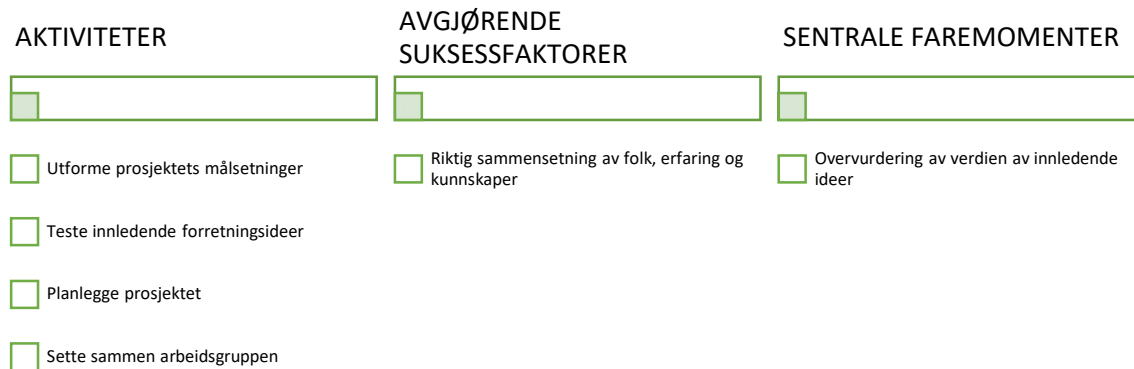 AKTIVITETER
Utforme prosjektets målsetninger
Teste innledende forretningsideer
Planlegge prosjektet
Sette sammen arbeidsgruppen
AVGJØRENDE
SUKSESSFAKTORER
Riktig sammensetning av folk, erfaring og
kunnskaper
SENTRALE FAREMOMENTER
Overvurdering av verdien av innledende
ideer